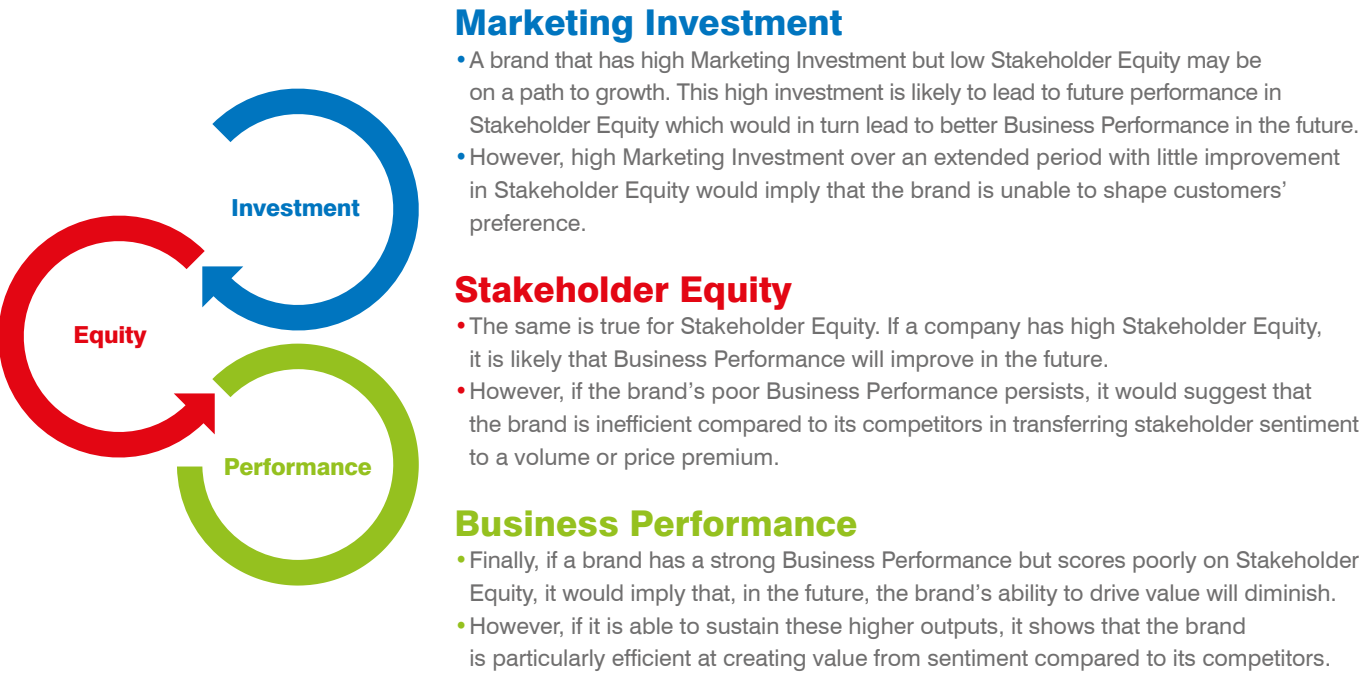 Investment
Equity
Performance
Marketing Investment
•A brand that has high Marketing Investment but low Stakeholder Equity may be
on a path to growth. This high investment is likely to lead to future performance in
Stakeholder Equity which would in turn lead to better Business Performance in the future.
•However, high Marketing Investment over an extended period with little improvement
in Stakeholder Equity would imply that the brand is unable to shape customers’
preference.
Stakeholder Equity
•The same is true for Stakeholder Equity. If a company has high Stakeholder Equity,
it is likely that Business Performance will improve in the future.
•However, if the brand’s poor Business Performance persists, it would suggest that
the brand is inefficient compared to its competitors in transferring stakeholder sentiment
to a volume or price premium.
Business Performance
•Finally, if a brand has a strong Business Performance but scores poorly on Stakeholder
Equity, it would imply that, in the future, the brand’s ability to drive value will diminish.
•However, if it is able to sustain these higher outputs, it shows that the brand
is particularly efficient at creating value from sentiment compared to its competitors.